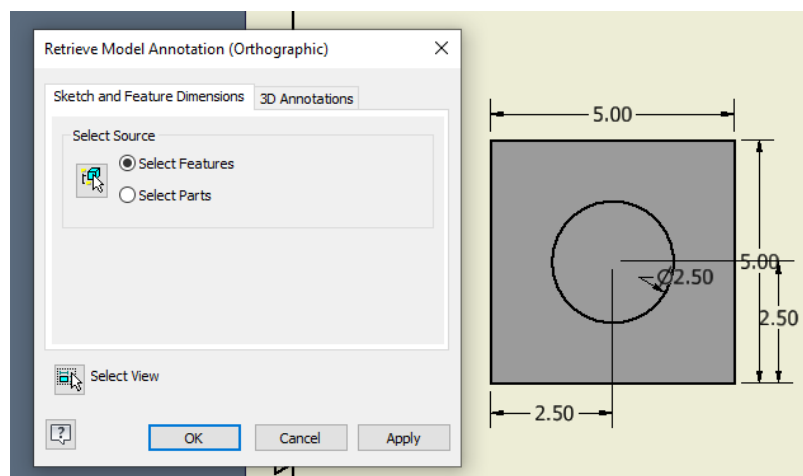 Retrieve Model Annotation (Orthographic)
Sketch and Feature Dimensions
3D Annotations
Select Source
Select Features
Select Parts
Select View
?
OK
Cancel
Apply
5.00
5.00
Ø2.50
2.50
2.50